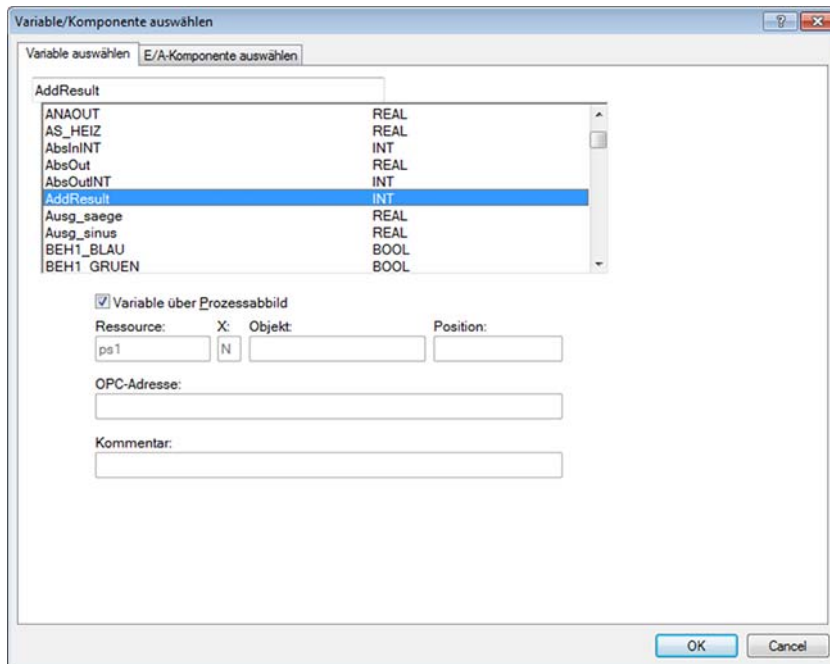 Variable/Komponente auswählen
Variable auswählen E/A-Komponente auswählen
AddResult
ANAOUT REAL
AS_HEIZ REAL
AbsInINT INT
AbsOut REAL
AbsOutINT INT
AddResult INT
Ausg_saege REAL
Ausg_sinus REAL
BEH1_BLAU BOOL
BEH1_GRUEN BOOL
Variable über Prozessabbild
Ressource: X: Objekt: Position:
ps1 N
OPC-Adresse:
Kommentar:
OK Cancel